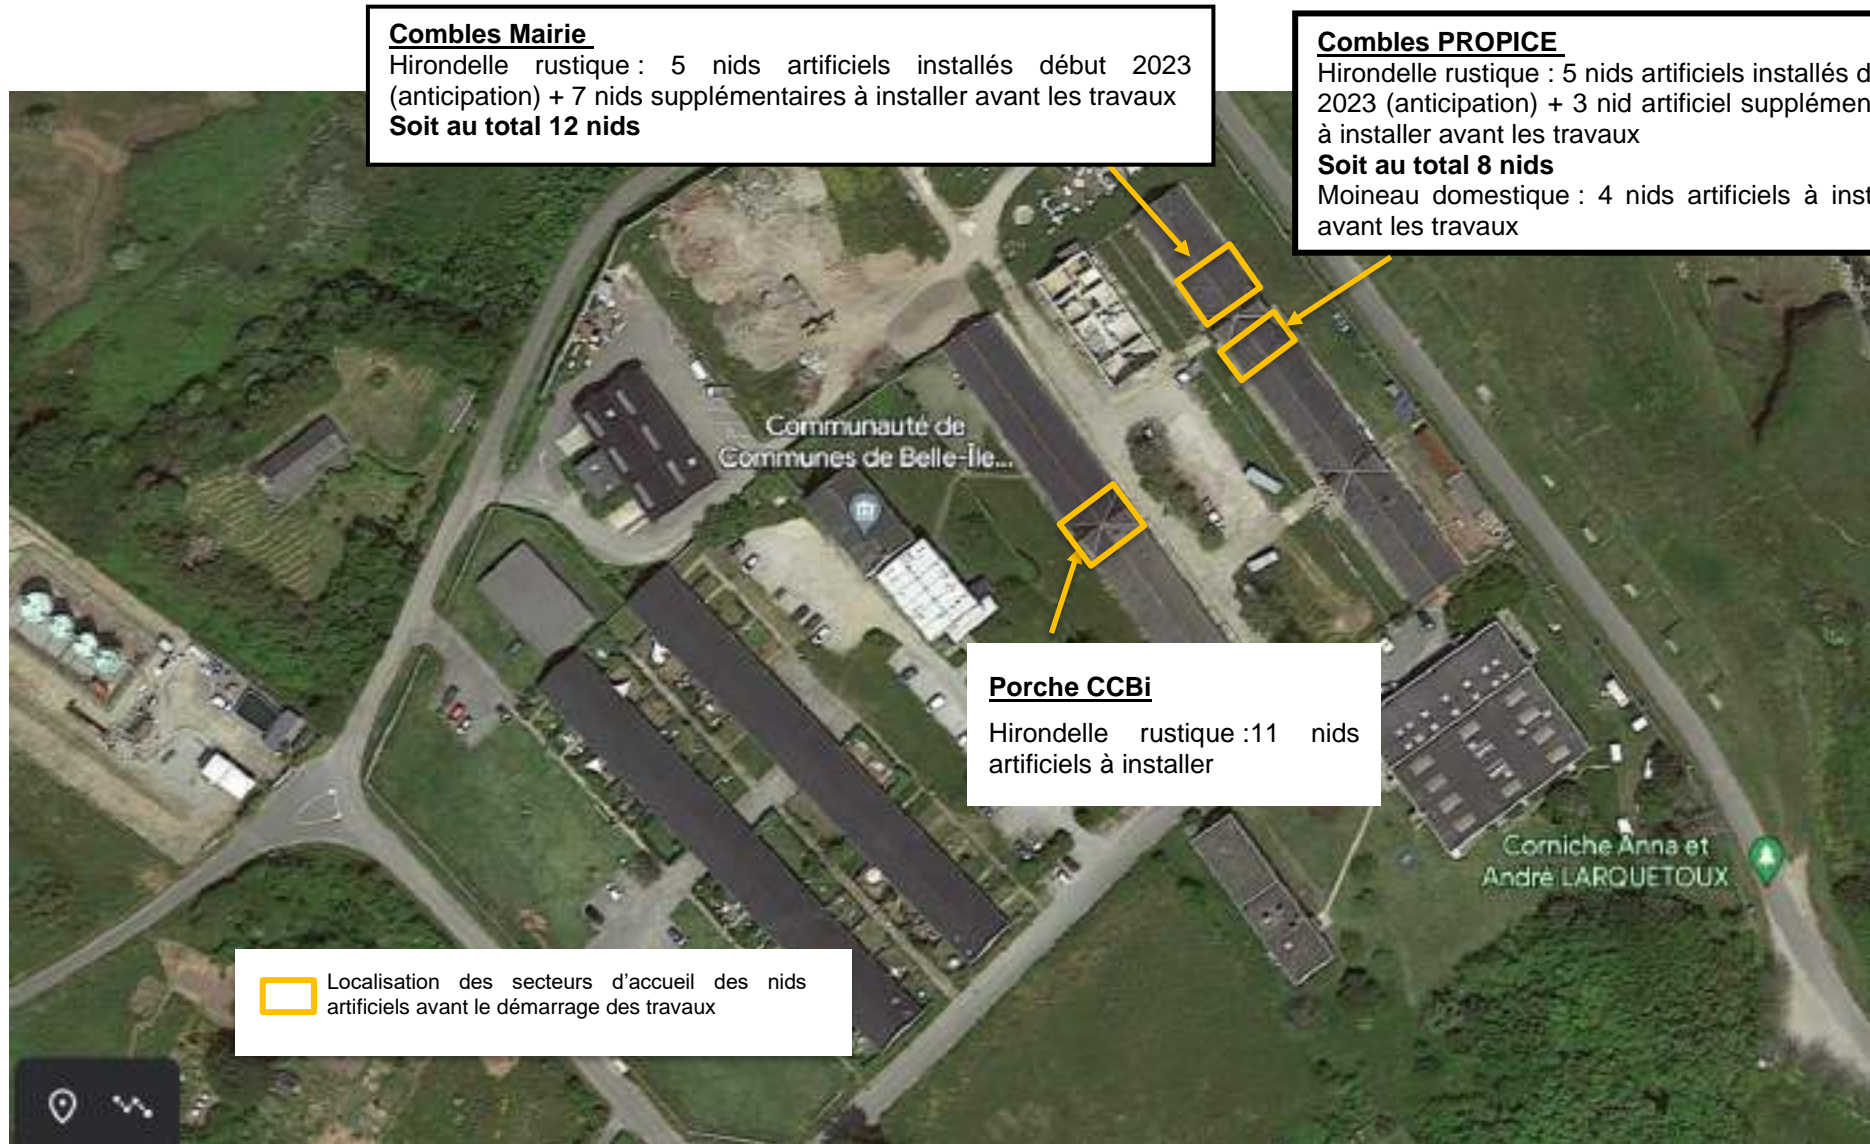 Combles Mairie
Hirondelle rustique : 5 nids artificiels installés début 2023
(anticipation) + 7 nids supplémentaires à installer avant les travaux
Soit au total 12 nids
Combles PROPICE
Hirondelle rustique : 5 nids artificiels installés d
2023 (anticipation) + 3 nid artificiel supplémen
à installer avant les travaux
Soit au total 8 nids
Moineau domestique : 4 nids artificiels à inst
avant les travaux
Communauté de
Communes de Belle-Île...
Porche CCBi
Hirondelle rustique :11 nids
artificiels à installer
Corniche Anna et
André LARQUETOUX
Localisation des secteurs d'accueil des nids
artificiels avant le démarrage des travaux